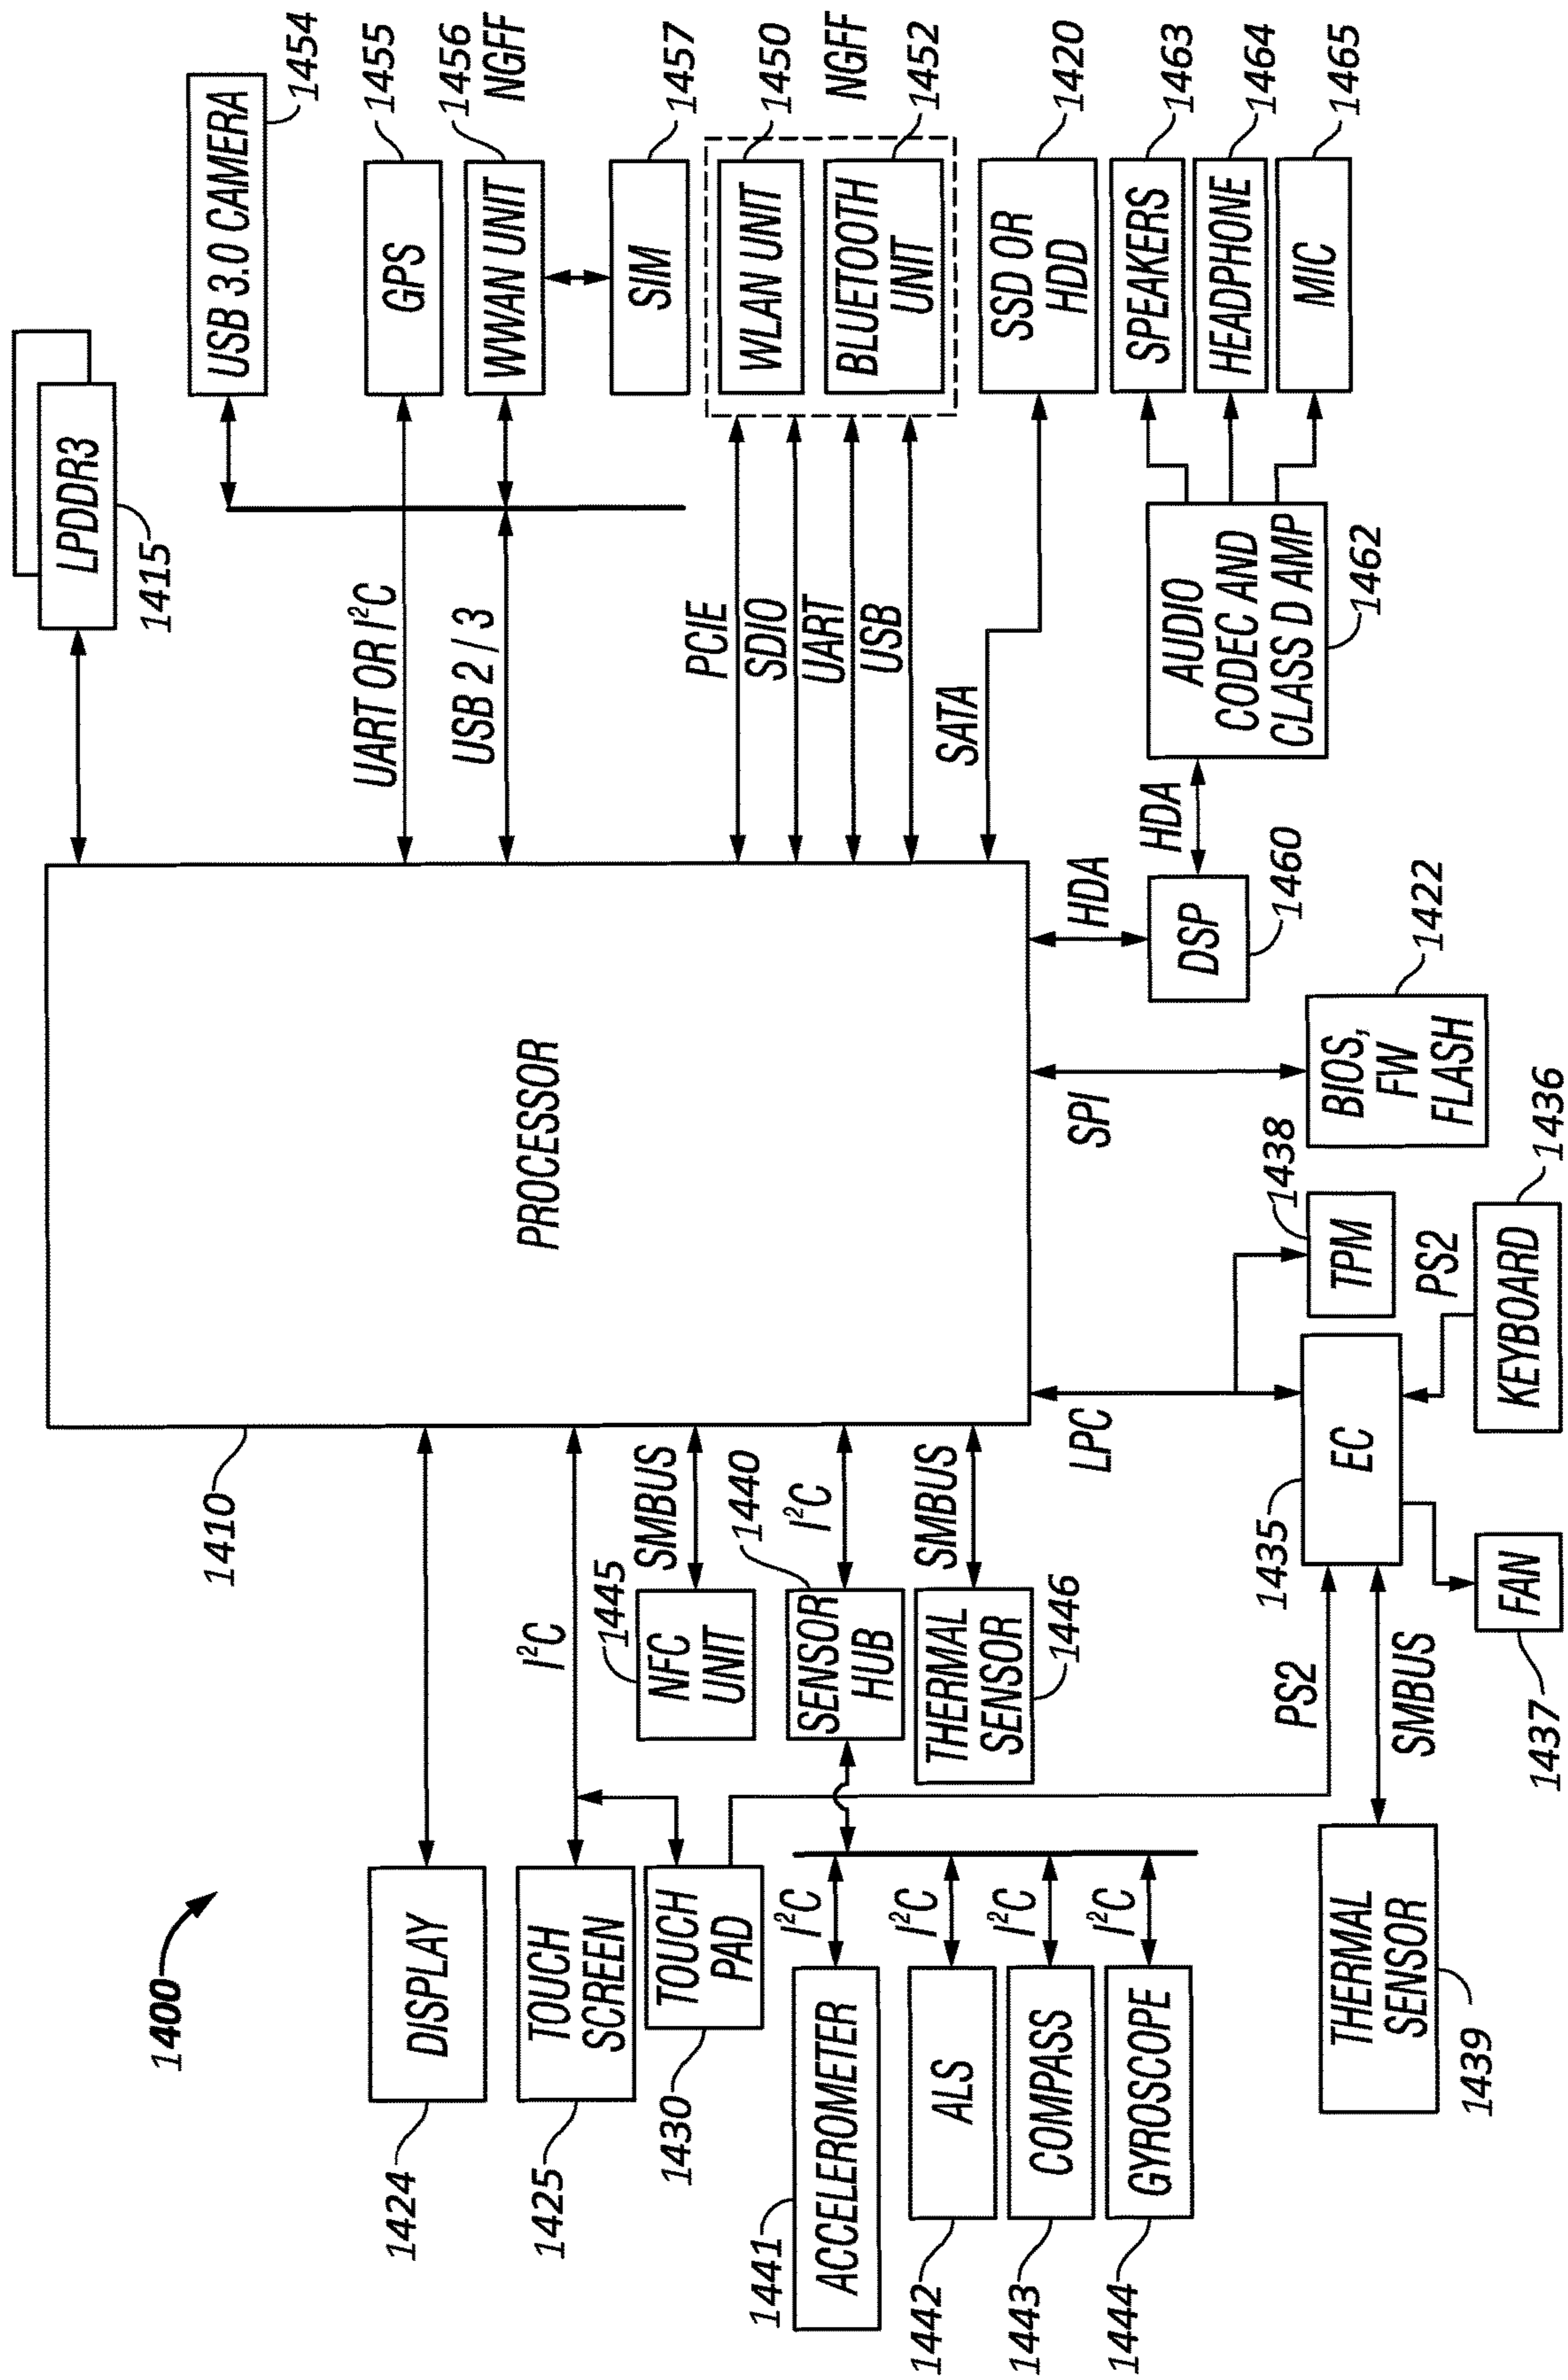 1400
LPDDR3
1415
USB 3.0 CAMERA
1454
1410
PROCESSOR
DISPLAY
1424
UART OR I²C
GPS
1455
USB 2 / 3
WWAN UNIT
1456
NGFF
I²C
TOUCH
SCREEN
1425
SIM
1457
TOUCH
PAD
1430
1445
NFC
UNIT
SMBUS
PCIE
SDIO
UART
USB
WLAN UNIT
1450
NGFF
BLUETOOTH
UNIT
1452
1440
SENSOR
HUB
I²C
I²C
ACCELEROMETER
1441
I²C
ALS
1442
I²C
COMPASS
1443
I²C
GYROSCOPE
1444
THERMAL
SENSOR
1446
SMBUS
SATA
SSD OR
HDD
1420
HDA
DSP
1460
HDA
AUDIO
CODEC AND
CLASS D AMP
1462
SPEAKERS
1463
HEADPHONE
1464
MIC
1465
LPC
SPI
BIOS,
FW
FLASH
1422
TPM
1438
PS2
KEYBOARD
1436
EC
1435
PS2
SMBUS
THERMAL
SENSOR
1439
FAN
1437